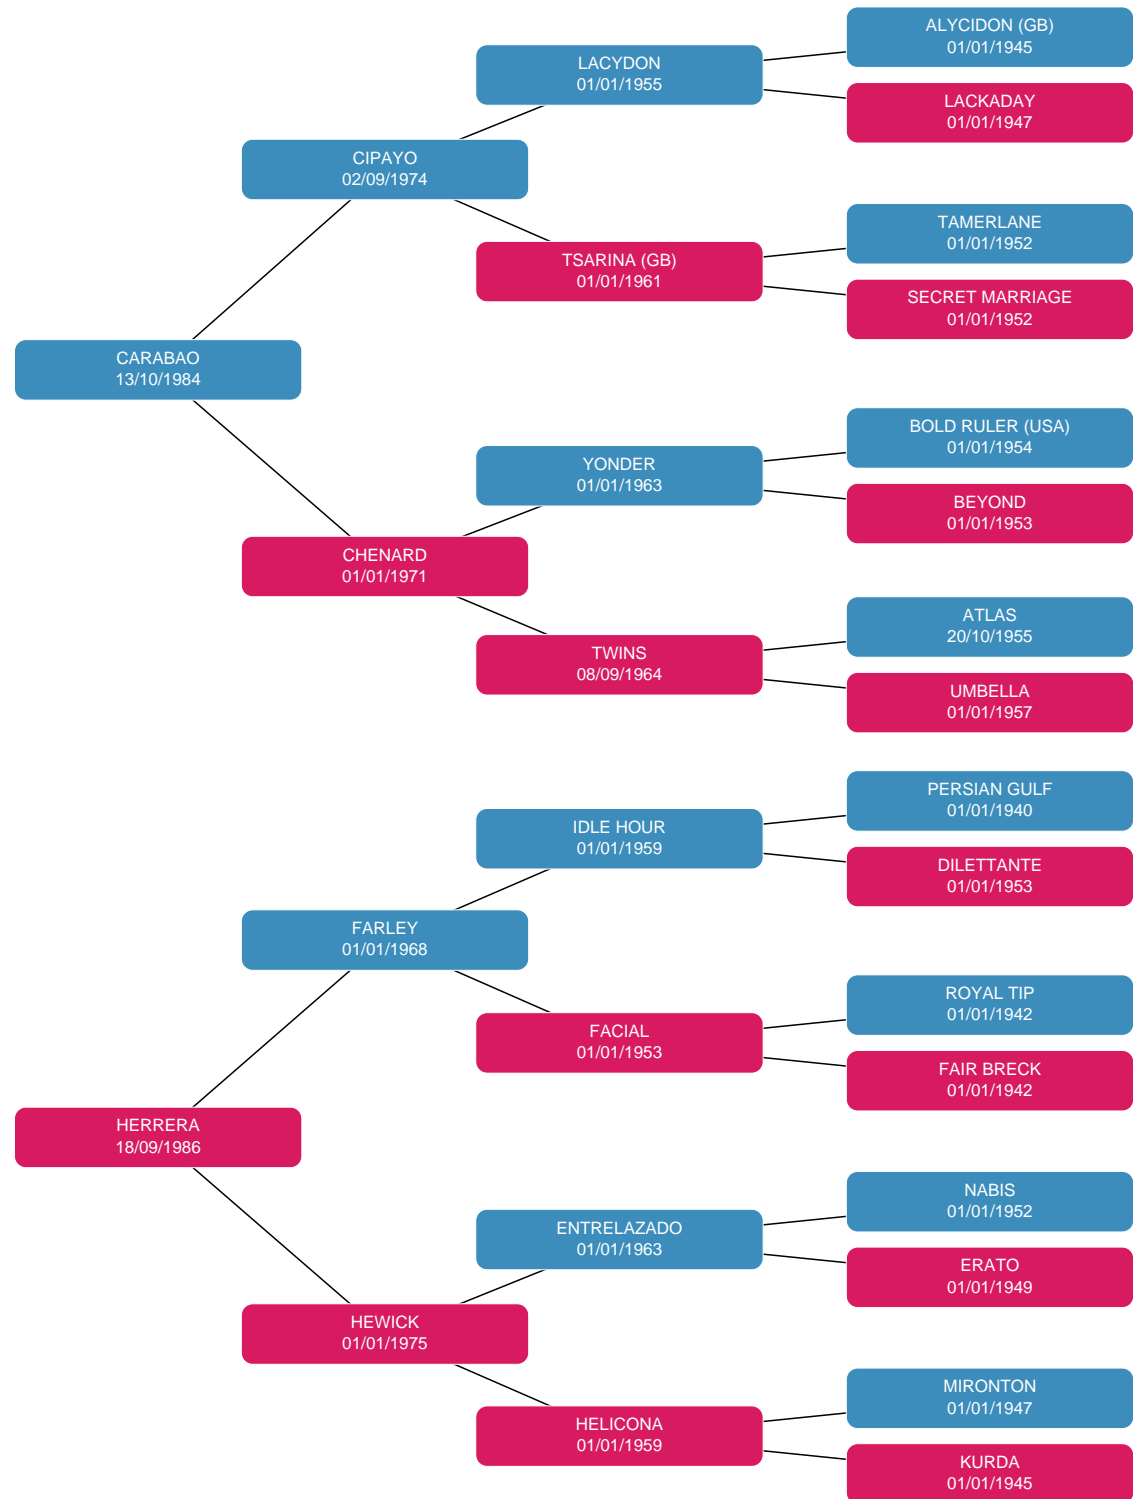 ALYCIDON (GB)
01/01/1945
LACYDON
01/01/1955
LACKADAY
01/01/1947
CIPAYO
02/09/1974
TAMERLANE
01/01/1952
TSARINA (GB)
01/01/1961
SECRET MARRIAGE
01/01/1952
CARABAO
13/10/1984
BOLD RULER (USA)
01/01/1954
YONDER
01/01/1963
BEYOND
01/01/1953
CHENARD
01/01/1971
ATLAS
20/10/1955
TWINS
08/09/1964
UMBELLA
01/01/1957
PERSIAN GULF
01/01/1940
IDLE HOUR
01/01/1959
DILETTANTE
01/01/1953
FARLEY
01/01/1968
ROYAL TIP
01/01/1942
FACIAL
01/01/1953
FAIR BRECK
01/01/1942
HERRERA
18/09/1986
NABIS
01/01/1952
ENTRELAZADO
01/01/1963
ERATO
01/01/1949
HEWICK
01/01/1975
MIRONTON
01/01/1947
HELICONA
01/01/1959
KURDA
01/01/1945